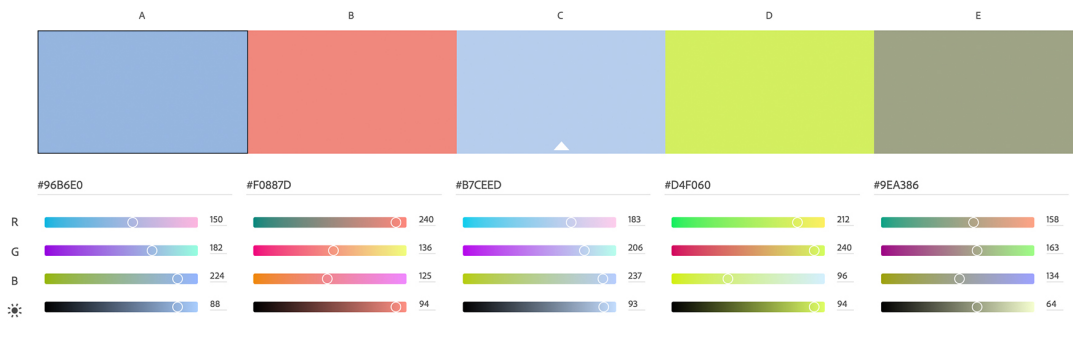 A B C D E
#96B6E0 #F0887D #B7CEED #D4F060 #9EA386
R 150 240 183 212 158
G 182 136 206 240 163
B 224 125 237 96 134
88 94 93 94 64